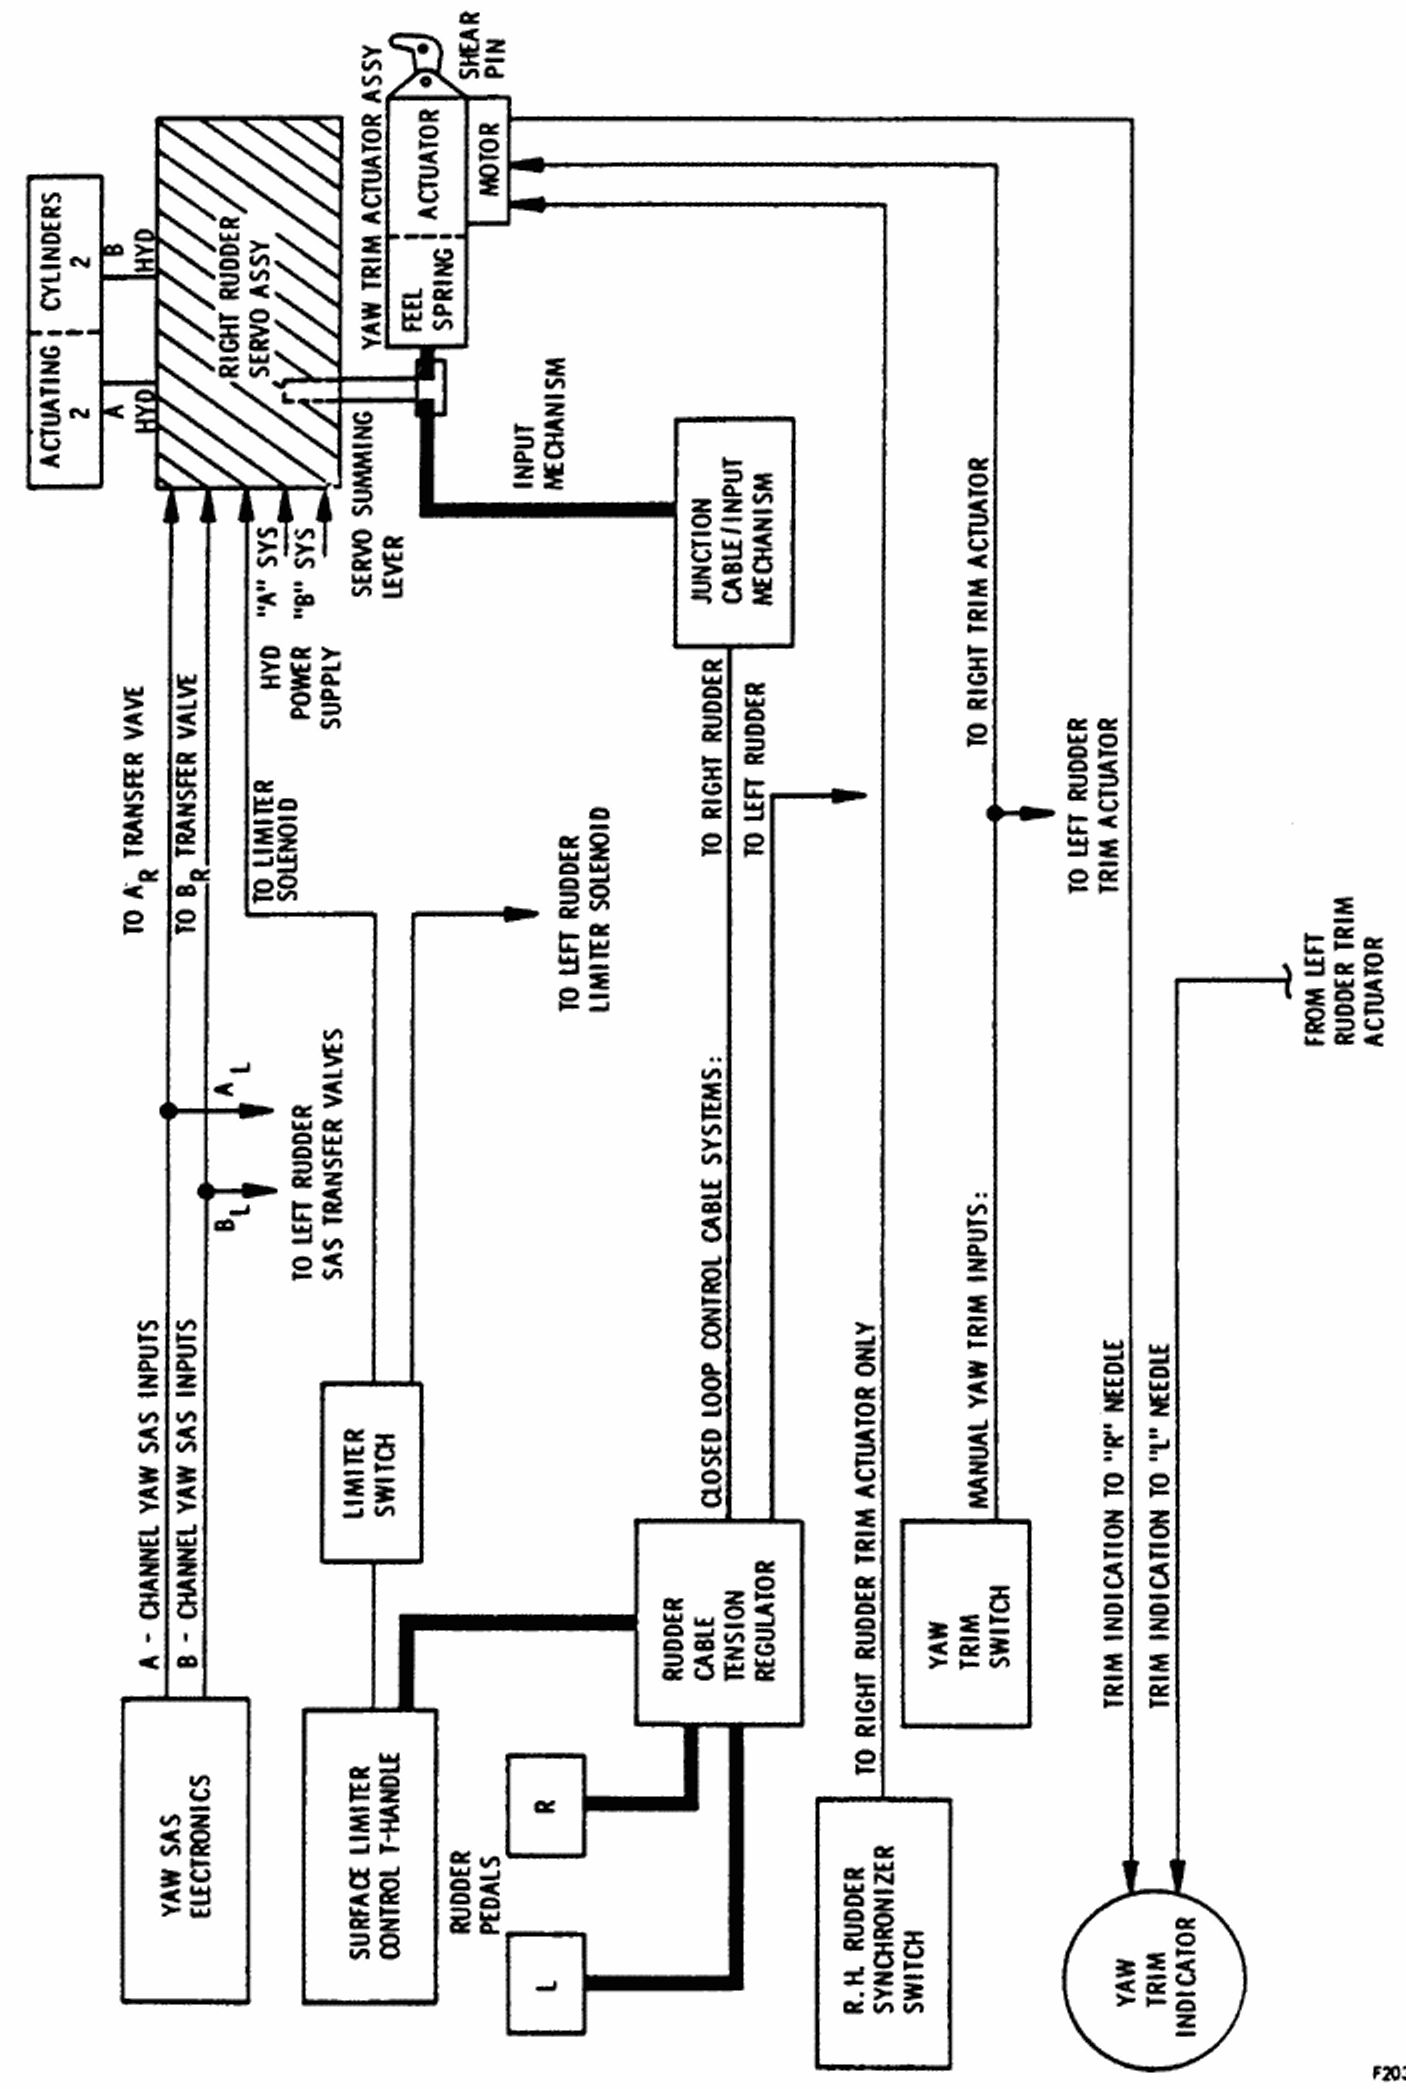 YAW SAS
ELECTRONICS
A - CHANNEL YAW SAS INPUTS
B - CHANNEL YAW SAS INPUTS
B L
A L
TO LEFT RUDDER
SAS TRANSFER VALVES
TO A R TRANSFER VAVE
TO B R TRANSFER VALVE
TO LIMITER
SOLENOID
HYD "A" SYS
POWER "B" SYS
SUPPLY
ACTUATING CYLINDERS
2 2
A B
HYD HYD
RIGHT RUDDER
SERVO ASSY
SERVO SUMMING
LEVER
YAW TRIM ACTUATOR ASSY
FEEL
SPRING
ACTUATOR
MOTOR
SHEAR
PIN
SURFACE LIMITER
CONTROL T-HANDLE
LIMITER
SWITCH
TO LEFT RUDDER
LIMITER SOLENOID
INPUT
MECHANISM
RUDDER
PEDALS
L
R
RUDDER
CABLE
TENSION
REGULATOR
CLOSED LOOP CONTROL CABLE SYSTEMS:
TO RIGHT RUDDER
TO LEFT RUDDER
JUNCTION
CABLE/INPUT
MECHANISM
R.H. RUDDER
SYNCHRONIZER
SWITCH
TO RIGHT RUDDER TRIM ACTUATOR ONLY
YAW
TRIM
SWITCH
MANUAL YAW TRIM INPUTS:
TO RIGHT TRIM ACTUATOR
TO LEFT RUDDER
TRIM ACTUATOR
YAW
TRIM
INDICATOR
TRIM INDICATION TO "R" NEEDLE
TRIM INDICATION TO "L" NEEDLE
FROM LEFT
RUDDER TRIM
ACTUATOR